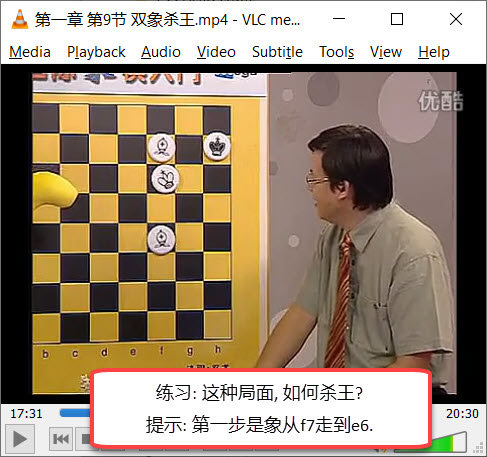 第一章 第9节 双象杀王.mp4 - VLC me...
Media Playback Audio Video Subtitle Tools View Help
优酷
b c d e f g h
17:31
20:30
练习: 这种局面, 如何杀王?
提示: 第一步是象从f7走到e6.